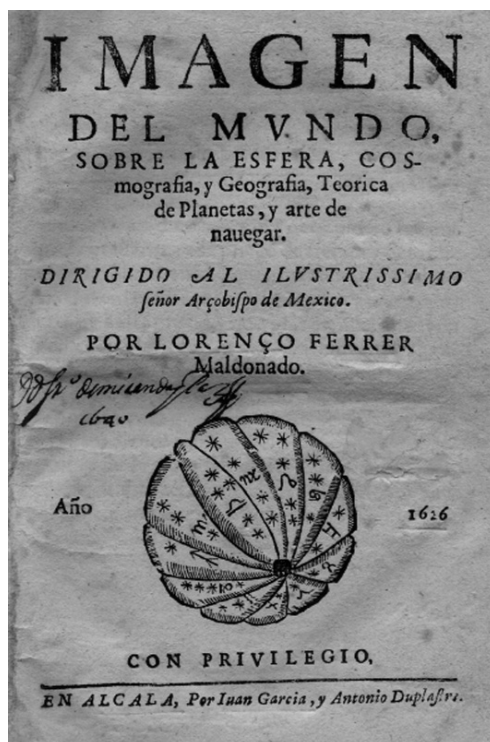 IMAGEN
DEL MVNDO,
SOBRE LA ESFERA, COS-
mografia, y Geografia, Teorica
de Planetas, y arte de
nauegar.
DIRIGIDO AL ILVSTRISSIMO
señor Arçobiſpo de Mexico.
POR LORENÇO FERRER
Maldonado.
Año 1626
CON PRIVILEGIO,
EN ALCALA, Por Iuan Garcia, y Antonio Duplaſtre.